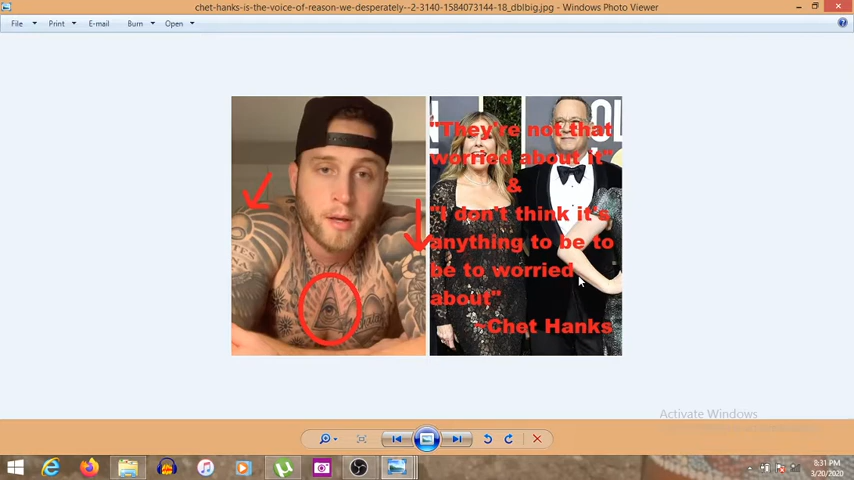 chet-hanks-is-the-voice-of-reason-we-desperately--2-3140-1584073144-18_dblbig.jpg - Windows Photo Viewer
File Print E-mail Burn Open
"They're not that
worried about it"
&
"I don't think it's
anything to be to
be to worried
about"
~Chet Hanks
Activate Windows
8:31 PM
3/20/2020